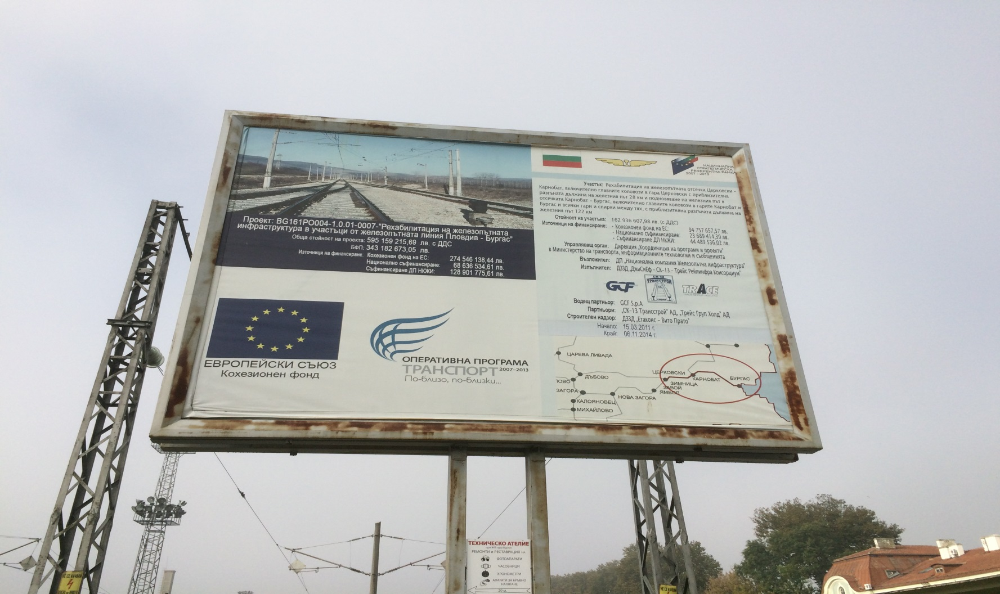 Проект: BG161PO004-1.0.01-0007-"Рехабилитация на железопътната
инфраструктура в участъци от железопътната линия Пловдив - Бургас"
Обща стойност на проекта: 595 159 215,69 лв. с ДДС
БФП: 343 182 673,05 лв.
Източници на финансиране: Кохезионен фонд на ЕС: 274 546 138,44 лв.
Национално съфинансиране: 68 636 534,61 лв.
Съфинансиране ДП НКЖИ: 128 901 775,61 лв.
ЕВРОПЕЙСКИ СЪЮЗ
Кохезионен фонд
ОПЕРАТИВНА ПРОГРАМА
ТРАНСПОРТ 2007–2013
По-близо, по-близки...
НАЦИОНАЛНА
СТРАТЕГИЧЕСКА
РЕФЕРЕНТНА РАМКА
2007 - 2013
Участък: Рехабилитация на железопътната отсечка Церковски –
Карнобат, включително главните коловози в гара Церковски с приблизителна
разгъната дължина на железния път 28 км и подновяване на железния път в
отсечката Карнобат – Бургас, включително главните коловози в гарите Карнобат и
Бургас и всички гари и спирки между тях, с приблизителна разгъната дължина на
железния път 122 км
Стойност на участъка: 162 936 607,98 лв. (с ДДС)
Източници на финансиране: - Кохезионен фонд на ЕС: 94 757 657,57 лв.
- Национално съфинансиране: 23 689 414,39 лв.
- Съфинансиране ДП НКЖИ: 44 489 536,02 лв.
Управляващ орган: Дирекция „Координация на програми и проекти"
в Министерство на транспорта, информационните технологии и съобщенията
Възложител: ДП „Национална компания Железопътна инфраструктура"
Изпълнител: ДЗЗД „ДжиСиЕф - СК-13 - Трейс Рейлинфра Консорциум"
GCF
СК-13
ТРАНССТРОЙ
TRACE
Водещ партньор: GCF S.p.A
Партньори: „СК-13 Трансстрой" АД, „Трейс Груп Холд" АД
Строителен надзор: ДЗЗД „Етаконс - Вито Прато"
Начало: 15.03.2011 г.
Край: 06.11.2014 г.
ЦАРЕВА ЛИВАДА
ДЪБОВО
ЗАГОРА
КАЛОЯНОВЕЦ
МИХАЙЛОВО
НОВА ЗАГОРА
ЦЕРКОВСКИ
ЗИМНИЦА
ЗАВОЙ
ЯМБОЛ
КАРНОБАТ
БУРГАС
ТЕХНИЧЕСКО АТЕЛИЕ
при ЖП гара Бургас
РЕМОНТИ и РЕСТАВРАЦИЯ НА:
ФОТОАПАРАТИ
ЧАСОВНИЦИ
ХРОНОМЕТРИ
АПАРАТИ ЗА КРЪВНО
НАЛЯГАНЕ
20 м.
НЕ СЕ КАЧВАЙ